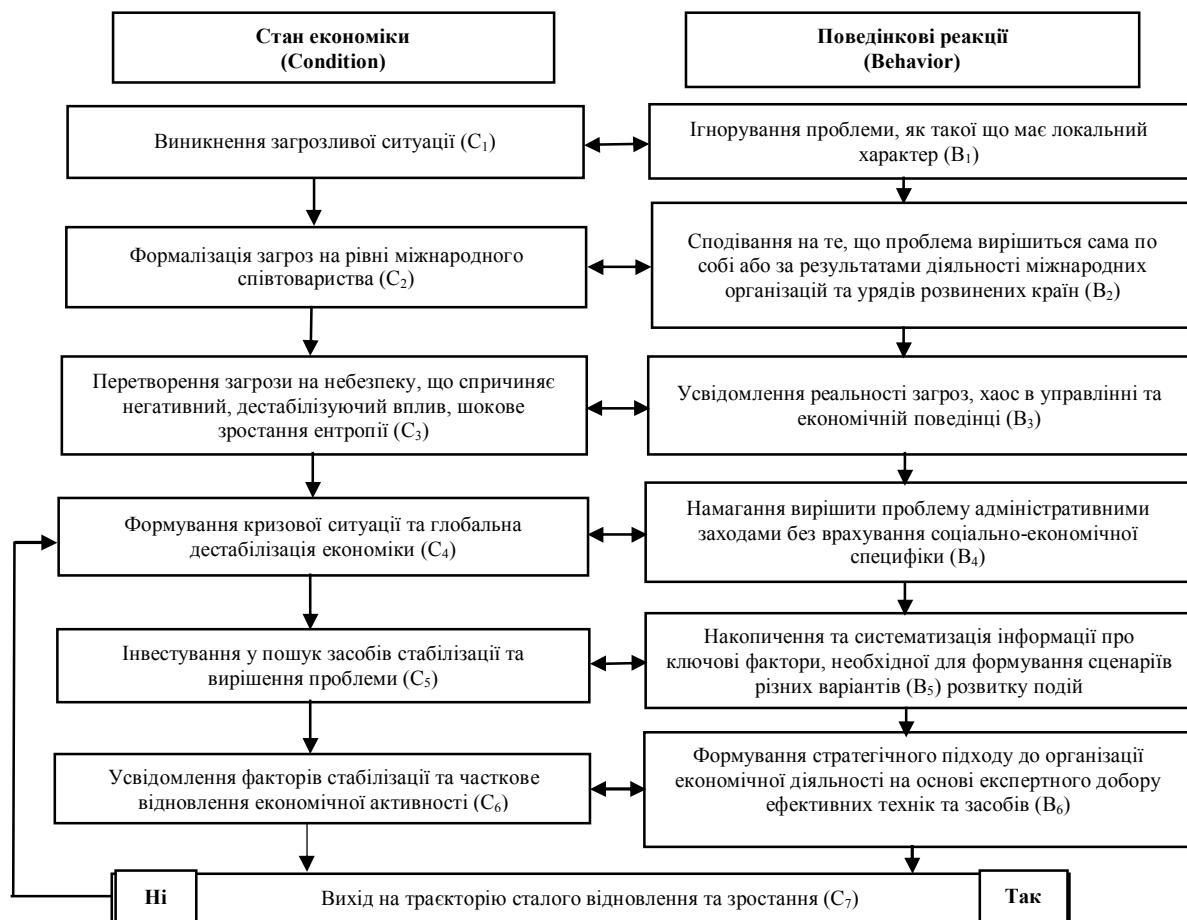 Стан економіки
(Condition)
Поведінкові реакції
(Behavior)
Виникнення загрозливої ситуації (C₁)
Ігнорування проблеми, як такої що має локальний
характер (B₁)
Формалізація загроз на рівні міжнародного
співтовариства (C₂)
Сподівання на те, що проблема вирішиться сама по
собі або за результатами діяльності міжнародних
організацій та урядів розвинених країн (B₂)
Перетворення загрози на небезпеку, що спричиняє
негативний, дестабілізуючий вплив, шокове
зростання ентропії (C₃)
Усвідомлення реальності загроз, хаос в управлінні та
економічній поведінці (B₃)
Формування кризової ситуації та глобальна
дестабілізація економіки (C₄)
Намагання вирішити проблему адміністративними
заходами без врахування соціально-економічної
специфіки (B₄)
Інвестування у пошук засобів стабілізації та
вирішення проблеми (C₅)
Накопичення та систематизація інформації про
ключові фактори, необхідної для формування сценаріїв
різних варіантів (B₅) розвитку подій
Усвідомлення факторів стабілізації та часткове
відновлення економічної активності (C₆)
Формування стратегічного підходу до організації
економічної діяльності на основі експертного добору
ефективних технік та засобів (B₆)
Ні
Вихід на траєкторію сталого відновлення та зростання (C₇)
Так